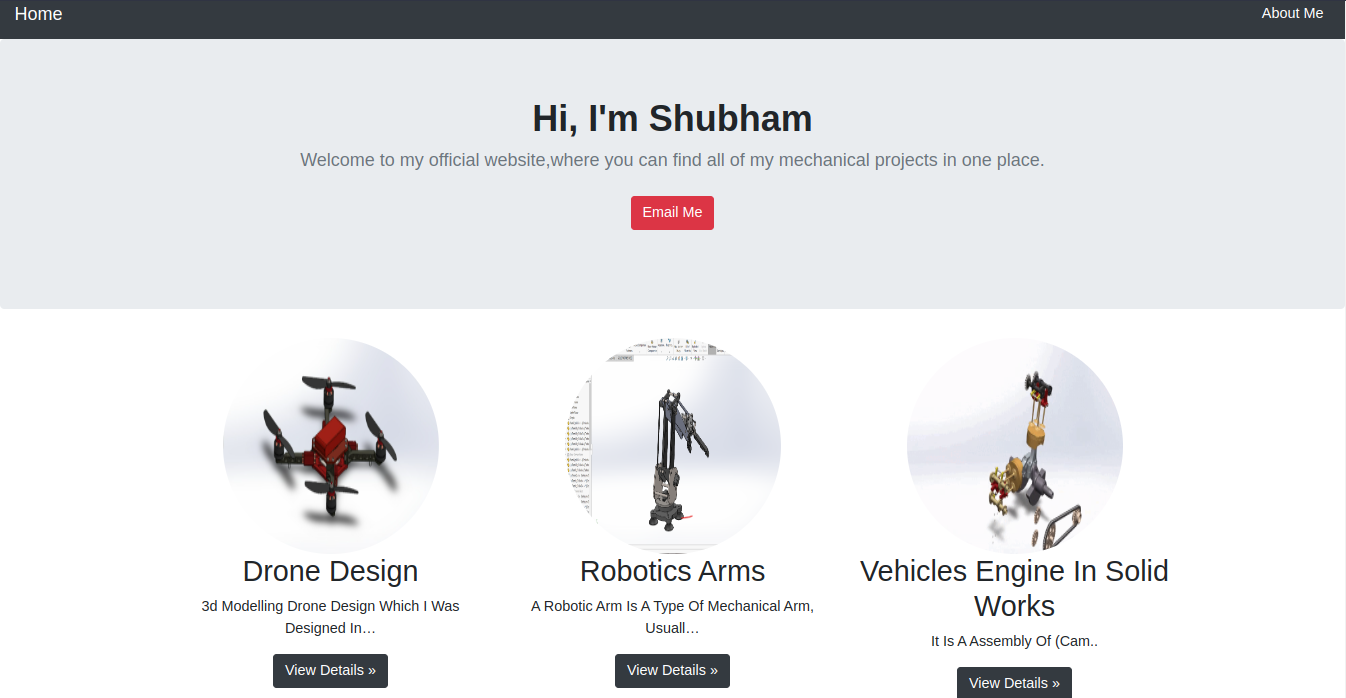 Home
About Me
Hi, I'm Shubham
Welcome to my official website,where you can find all of my mechanical projects in one place.
Email Me
Drone Design
3d Modelling Drone Design Which I Was
Designed In…
View Details »
Robotics Arms
A Robotic Arm Is A Type Of Mechanical Arm,
Usuall…
View Details »
Vehicles Engine In Solid
Works
It Is A Assembly Of (Cam..
View Details »